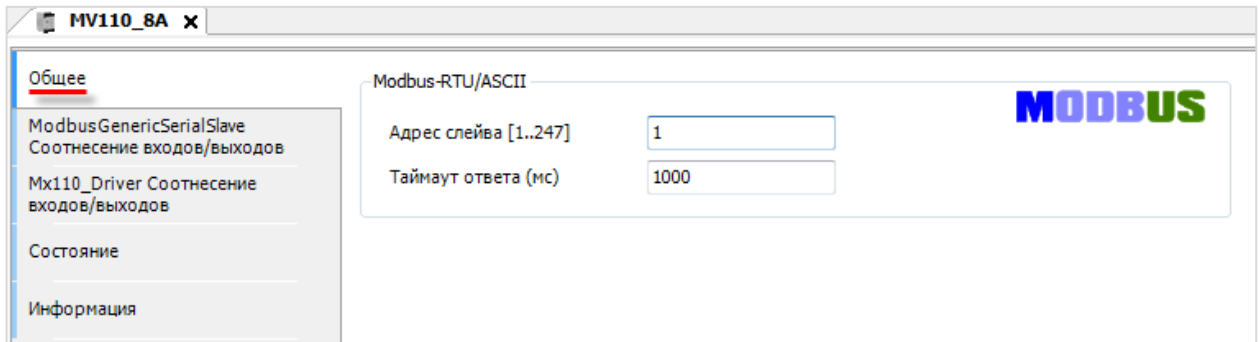 MV110_8A x
Общее
ModbusGenericSerialSlave
Соотнесение входов/выходов
Mx110_Driver Соотнесение
входов/выходов
Состояние
Информация
Modbus-RTU/ASCII
MODBUS
Адрес слейва [1..247] 1
Таймаут ответа (мс) 1000